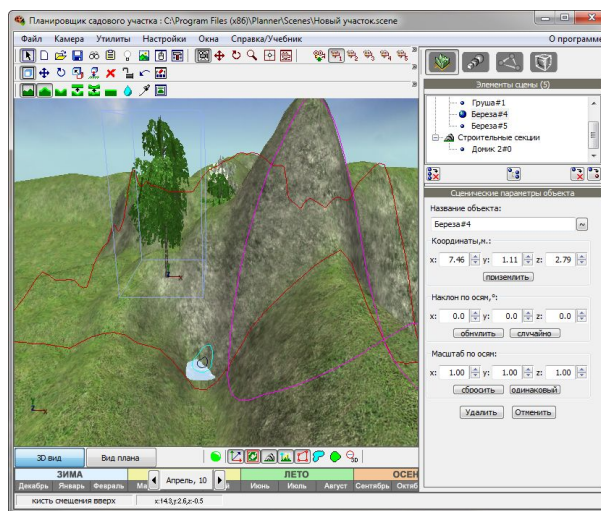 Планировщик садового участка : C:\Program Files (x86)\Planner\Scenes\Новый участок.scene
Файл Камера Утилиты Настройки Окна Справка/Учебник О программе
Элементы сцены (5)
Груша#1
Береза#4
Береза#5
Строительные секции
Домик 2#0
Сценические параметры объекта
Название объекта:
Береза#4
Координаты,м.:
x: 7.46 y: 1.11 z: 2.79
приземлить
Наклон по осям,°:
x: 0.0 y: 0.0 z: 0.0
обнулить случайно
Масштаб по осям:
x: 1.00 y: 1.00 z: 1.00
сбросить одинаковый
Удалить Отменить
3D вид Вид плана
ЗИМА Апрель, 10 ЛЕТО ОСЕН
Декабрь Январь Февраль Ма й Июнь Июль Август Сентябрь Октяб
кисть смещения вверх x:14.3,y:2.6,z:-0.5